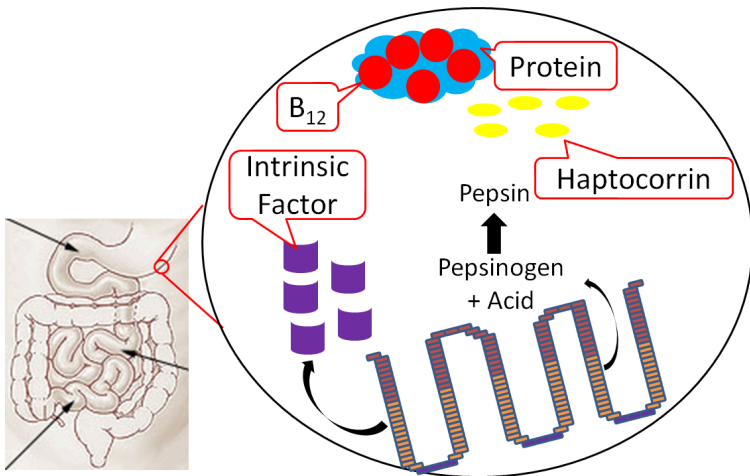 Protein
B₁₂
Haptocorrin
Intrinsic
Factor
Pepsin
Pepsinogen
+ Acid